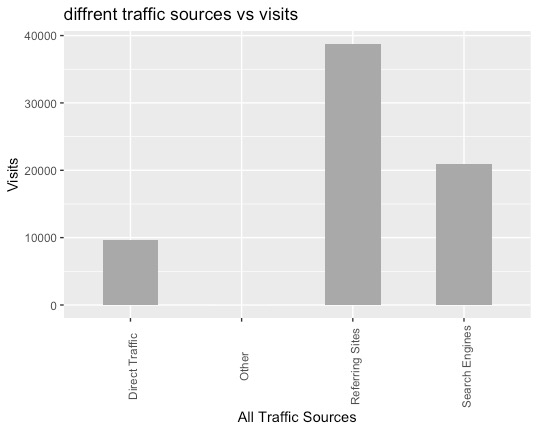 diffrent traffic sources vs visits
40000
30000
20000
10000
0
Visits
Direct Traffic
Other
Referring Sites
Search Engines
All Traffic Sources